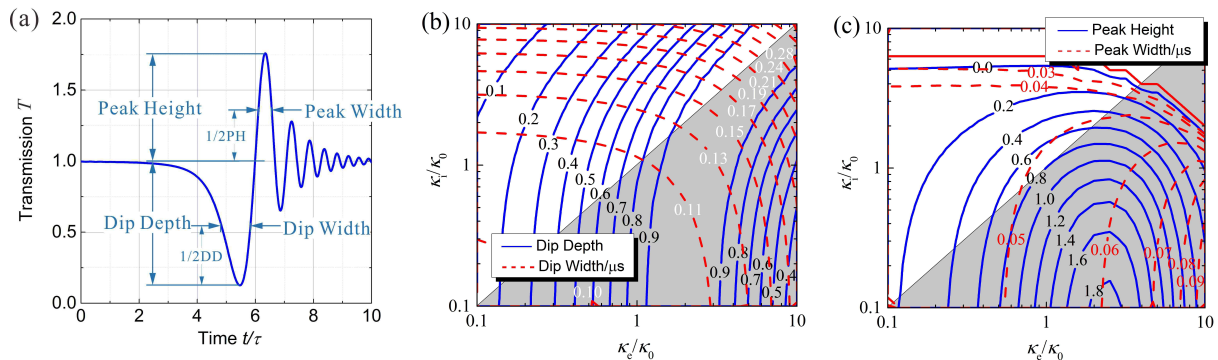 (a)
2.0
1.5
1.0
0.5
0.0
Transmission T
Peak Height
Peak Width
1/2PH
Dip Depth
Dip Width
1/2DD
0 2 4 6 8 10
Time t/τ
(b)
10
1
0.1
κi/κ0
0.1
0.2
0.3
0.4
0.5
0.6
0.7
0.8
0.9
0.28
0.24
0.21
0.19
0.17
0.15
0.13
0.11
0.10
0.9
0.8
0.7
0.6
0.5
0.4
Dip Depth
Dip Width/μs
0.1 1 10
κe/κ0
(c)
10
1
0.1
κi/κ0
Peak Height
Peak Width/μs
0.0
0.03
0.04
0.2
0.4
0.6
0.8
1.0
1.2
1.4
1.6
1.8
0.05
0.06
0.07
0.08
0.09
0.1 1 10
κe/κ0